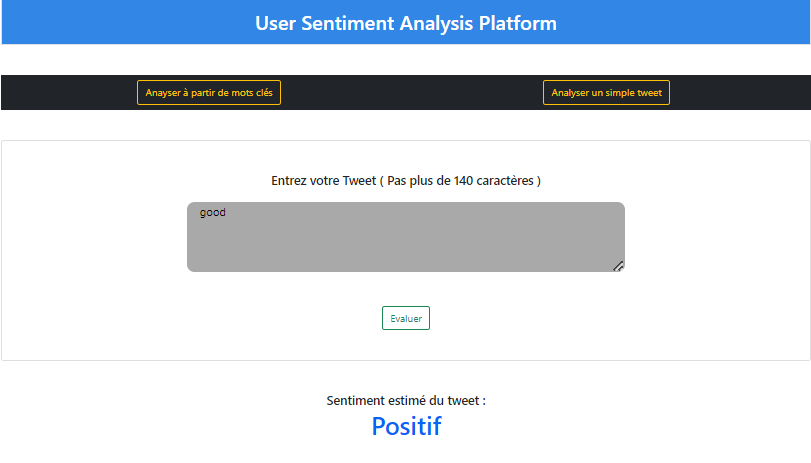 User Sentiment Analysis Platform
Anayser à partir de mots clés
Analyser un simple tweet
Entrez votre Tweet ( Pas plus de 140 caractères )
good
Evaluer
Sentiment estimé du tweet :
Positif